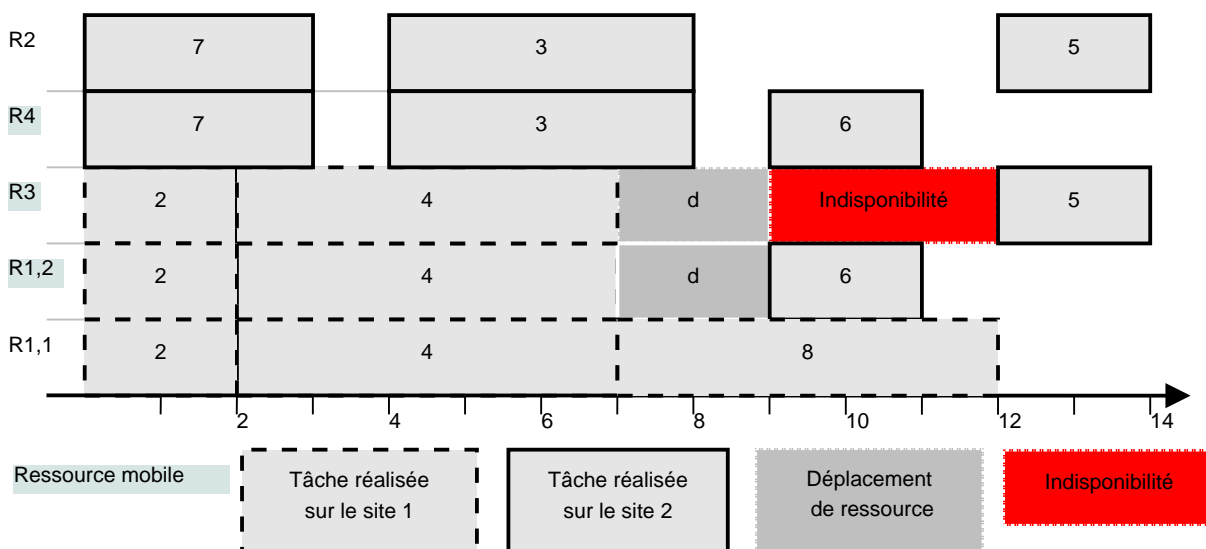 R2 7 3 5
R4 7 3 6
R3 2 4 d Indisponibilité 5
R1,2 2 4 d 6
R1,1 2 4 8
2 4 6 8 10 12 14
Ressource mobile
Tâche réalisée
sur le site 1
Tâche réalisée
sur le site 2
Déplacement
de ressource
Indisponibilité